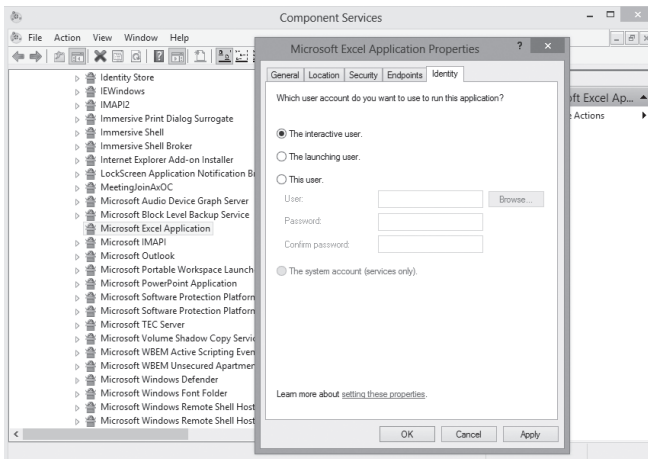 Component Services
File Action View Window Help
Identity Store
IEWindows
IMAPI2
Immersive Print Dialog Surrogate
Immersive Shell
Immersive Shell Broker
Internet Explorer Add-on Installer
LockScreen Application Notification
MeetingJoinAxOC
Microsoft Audio Device Graph Server
Microsoft Block Level Backup Service
Microsoft Excel Application
Microsoft IMAPI
Microsoft Outlook
Microsoft Portable Workspace Launch
Microsoft PowerPoint Application
Microsoft Software Protection Platform
Microsoft Software Protection Platform
Microsoft TEC Server
Microsoft Volume Shadow Copy Servic
Microsoft WBEM Active Scripting Even
Microsoft WBEM Unsecured Apartmen
Microsoft Windows Defender
Microsoft Windows Font Folder
Microsoft Windows Remote Shell Host
Microsoft Windows Remote Shell Host
Microsoft Excel Application Properties
General Location Security Endpoints Identity
Which user account do you want to use to run this application?
The interactive user.
The launching user.
This user.
User:
Browse...
Password:
Confirm password:
The system account (services only).
Learn more about setting these properties.
OK Cancel Apply
ft Excel Ap...
Actions